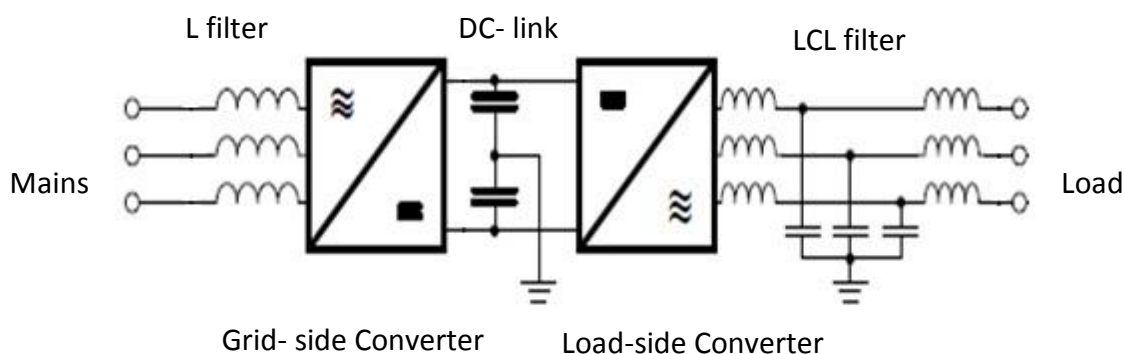 L filter
DC- link
LCL filter
Mains
Load
Grid- side Converter
Load-side Converter